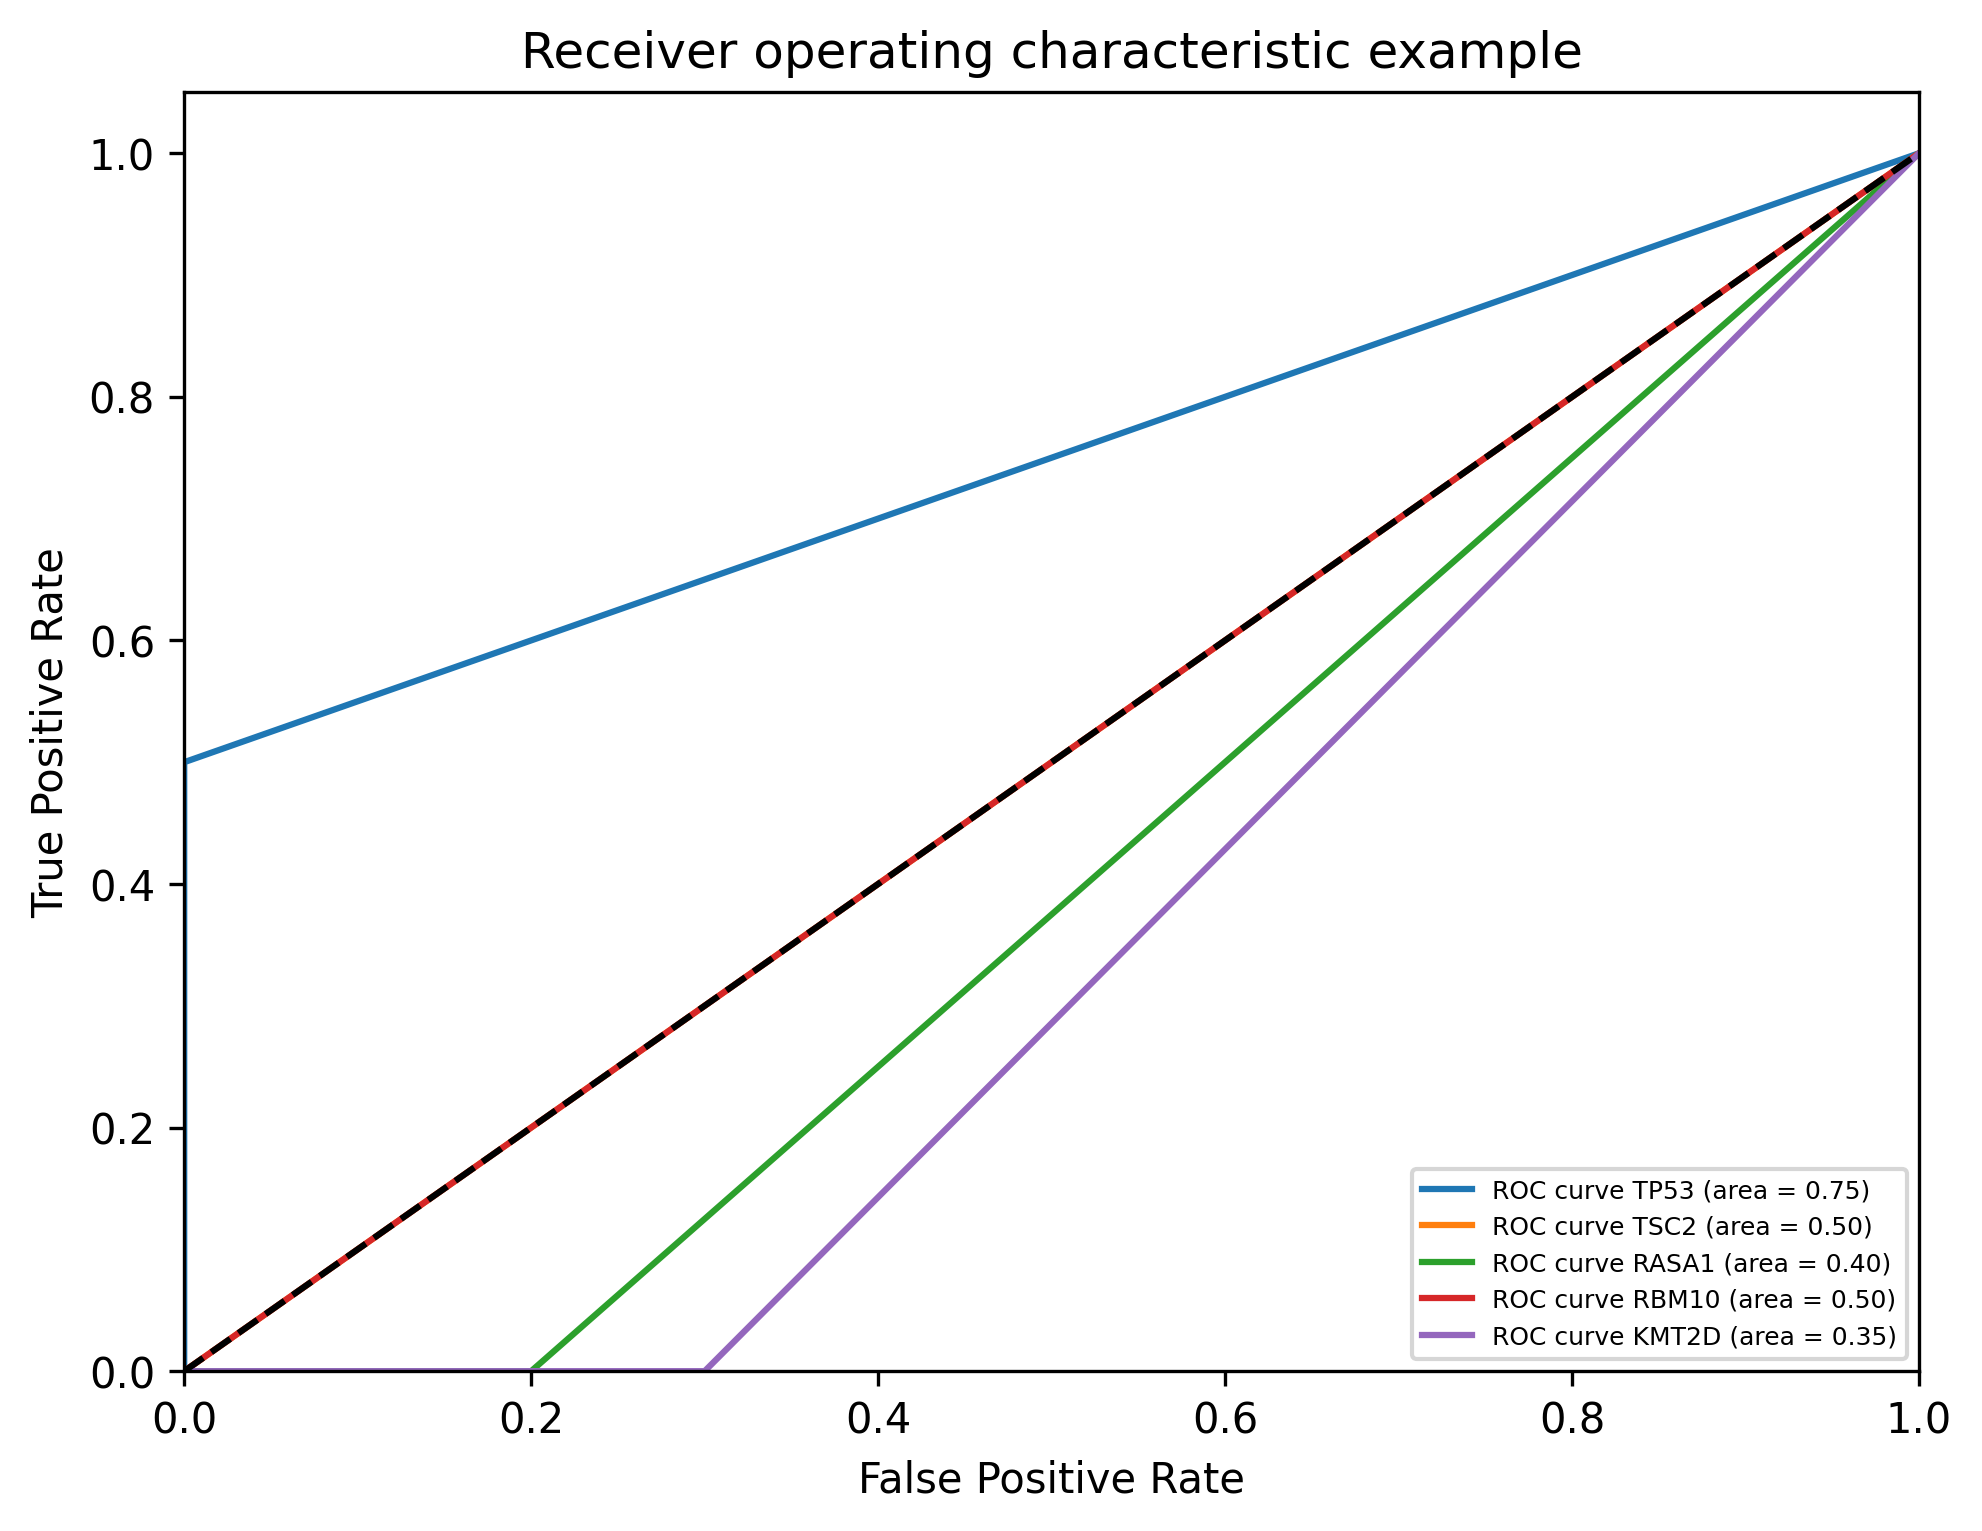 Receiver operating characteristic example
1.0
0.8
0.6
0.4
0.2
0.0
True Positive Rate
0.0 0.2 0.4 0.6 0.8 1.0
False Positive Rate
ROC curve TP53 (area = 0.75)
ROC curve TSC2 (area = 0.50)
ROC curve RASA1 (area = 0.40)
ROC curve RBM10 (area = 0.50)
ROC curve KMT2D (area = 0.35)